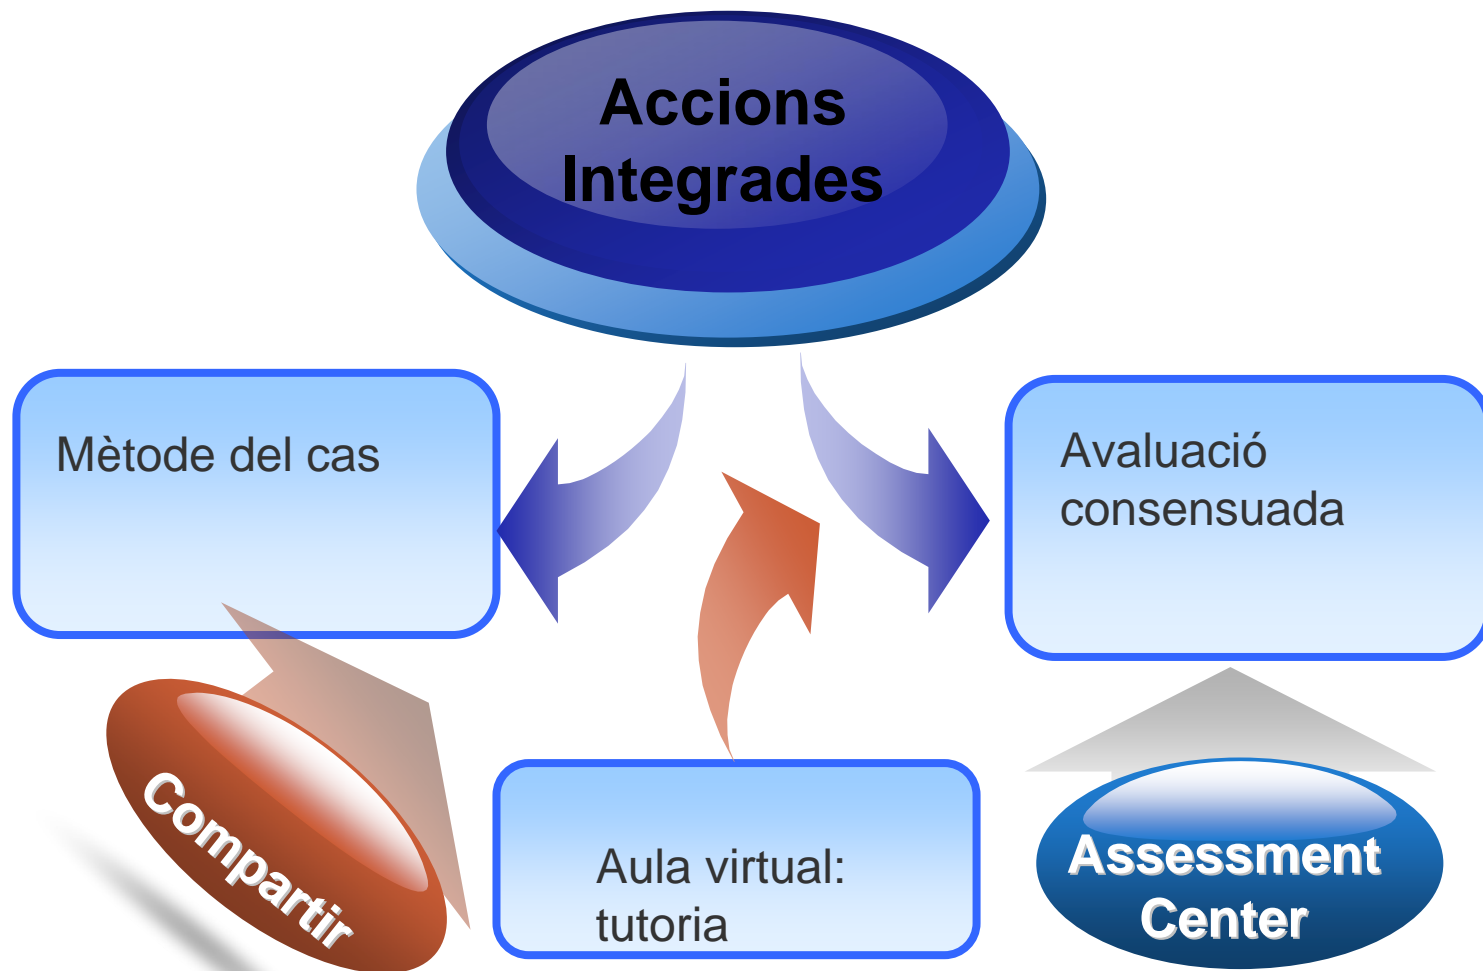 Accions
Integrades
Mètode del cas
Avaluació
consensuada
Compartir
Aula virtual:
tutoria
Assessment
Center